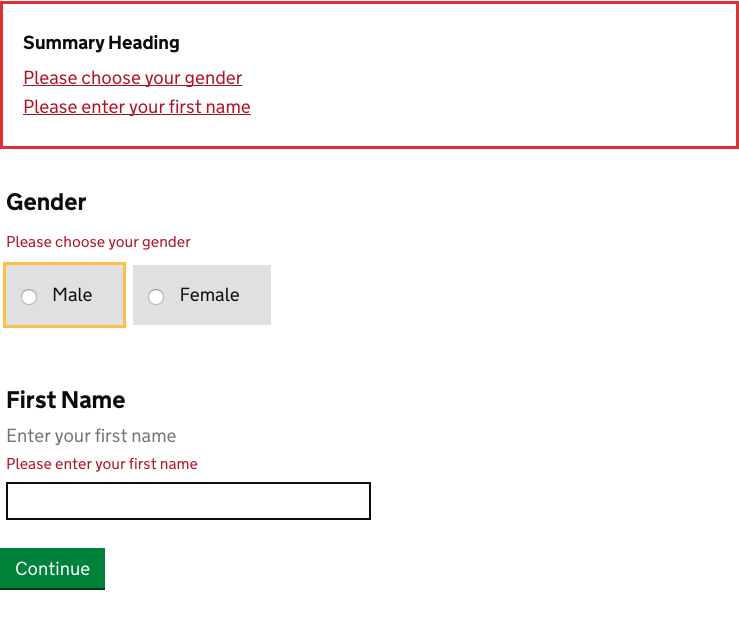 Summary Heading
Please choose your gender
Please enter your first name
Gender
Please choose your gender
Male Female
First Name
Enter your first name
Please enter your first name
Continue